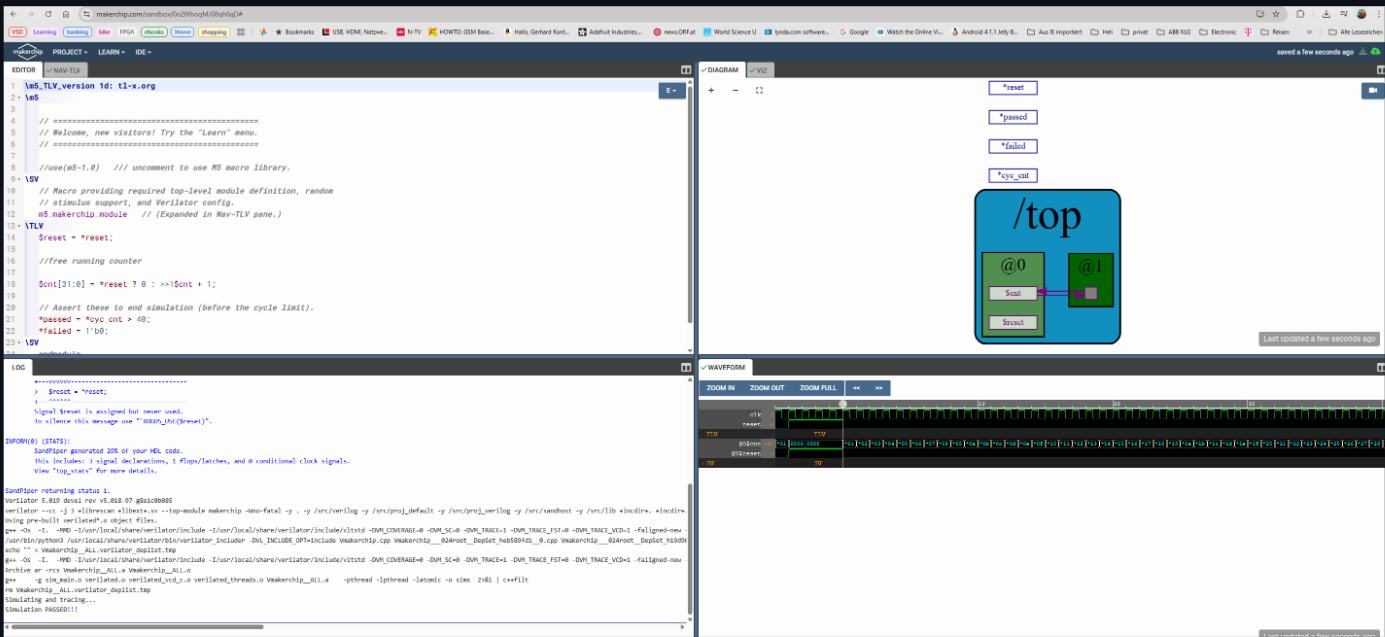 makerchip.com/sandbox/0o2f8hoqM/08qh6qD#
VSD Learning banking bike FPGA ebooks Home shopping Bookmarks USB, HDMI, Netzwe... N-TV HOWTO: GSM Base... Hallo, Gerhard Kont... Adafruit Industries,... news.ORF.at World Science U lynda.com software... Google Watch the Online Vi... Android 4.1.1 Jelly B... Aus IE importiert Heli privat ABB KLG Electronic Reisen » Alle Lesezeichen
makerchip PROJECT LEARN IDE saved a few seconds ago
EDITOR NAV-TLV
E
1 \m5_TLV_version 1d: tl-x.org
2 \m5
3
4 // ============================================
5 // Welcome, new visitors! Try the "Learn" menu.
6 // ============================================
7
8 //use(m5-1.0) /// uncomment to use M5 macro library.
9 \SV
10 // Macro providing required top-level module definition, random
11 // stimulus support, and Verilator config.
12 m5_makerchip_module // (Expanded in Nav-TLV pane.)
13 \TLV
14 $reset = *reset;
15
16 //free running counter
17
18 $cnt[31:0] = *reset ? 0 : >>1$cnt + 1;
19
20 // Assert these to end simulation (before the cycle limit).
21 *passed = *cyc_cnt > 40;
22 *failed = 1'b0;
23 \SV
24 endmodule
DIAGRAM VIZ
+ −
*reset
*passed
*failed
*cyc_cnt
/top
@0 @1
$cnt
$reset
Last updated a few seconds ago
LOG
+---vvvvvv--------------------------------
> $reset = *reset;
+---^^^^^^--------------------------------
Signal $reset is assigned but never used.
To silence this message use "`BOGUS_USE($reset)".
INFORM(0) (STATS):
SandPiper generated 20% of your HDL code.
This includes: 3 signal declarations, 1 flops/latches, and 0 conditional clock signals.
View "top_stats" for more details.
SandPiper returning status 1.
Verilator 5.019 devel rev v5.018-97-g8eic0b085
verilator --cc -j 3 +librescan +libext+.sv --top-module makerchip -Wno-fatal -y . -y /src/verilog -y /src/proj_default -y /src/proj_verilog -y /src/sandhost -y /src/lib +incdir+. +incdir+.
Using pre-built verilated*.o object files.
g++ -Os -I. -MMD -I/usr/local/share/verilator/include -I/usr/local/share/verilator/include/vltstd -DVM_COVERAGE=0 -DVM_SC=0 -DVM_TRACE=1 -DVM_TRACE_FST=0 -DVM_TRACE_VCD=1 -faligned-new -
/usr/bin/python3 /usr/local/share/verilator/bin/verilator_includer -DVL_INCLUDE_OPT=include Vmakerchip.cpp
echo "" > Vmakerchip__ALL.verilator_deplist.tmp
g++ -Os -I. -MMD -I/usr/local/share/verilator/include -I/usr/local/share/verilator/include/vltstd -DVM_COVERAGE=0 -DVM_SC=0 -DVM_TRACE=1 -DVM_TRACE_FST=0 -DVM_TRACE_VCD=1 -faligned-new -
Archive ar -rcs Vmakerchip__ALL.a Vmakerchip__ALL.o
g++ -g sim_main.o verilated.o verilated_vcd_c.o verilated_threads.o Vmakerchip__ALL.a -pthread -lpthread -latomic -o simx 2>&1 | c++filt
rm Vmakerchip__ALL.verilator_deplist.tmp
Simulating and tracing...
Simulation PASSED!!!
WAVEFORM
ZOOM IN ZOOM OUT ZOOM FULL << >>
clk
reset
TLV TLV
@0$cnt
@0$reset
SV SV
Last updated a few seconds ago